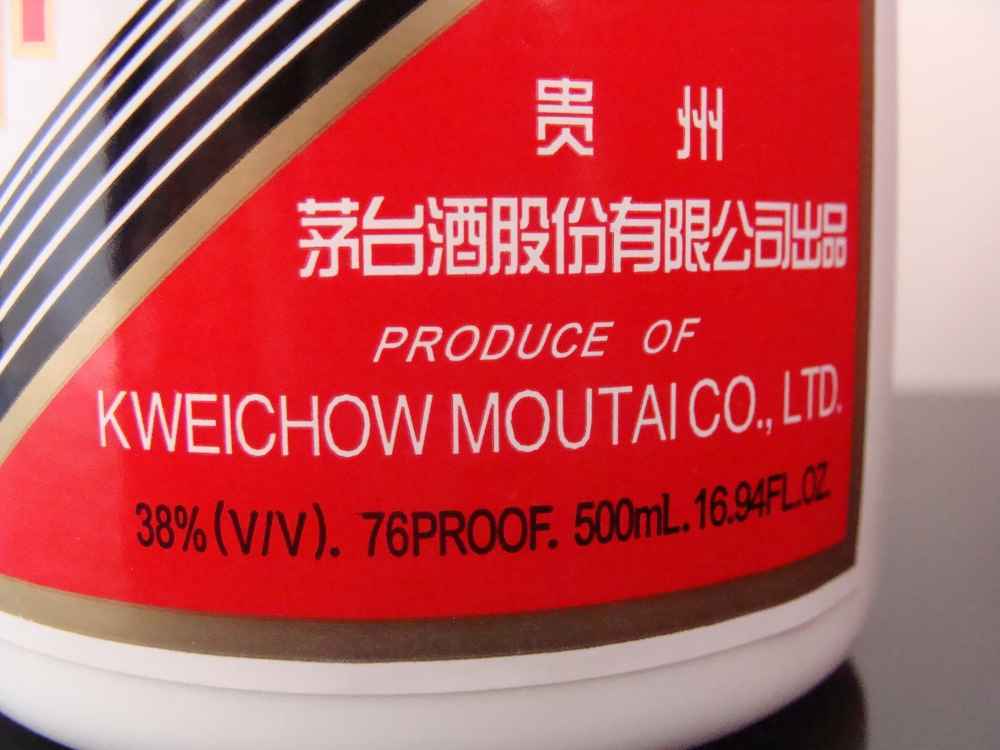 贵州
茅台酒股份有限公司出品
PRODUCE OF
KWEICHOW MOUTAI CO., LTD.
38%(V/V). 76PROOF. 500mL. 16.94FL.OZ.